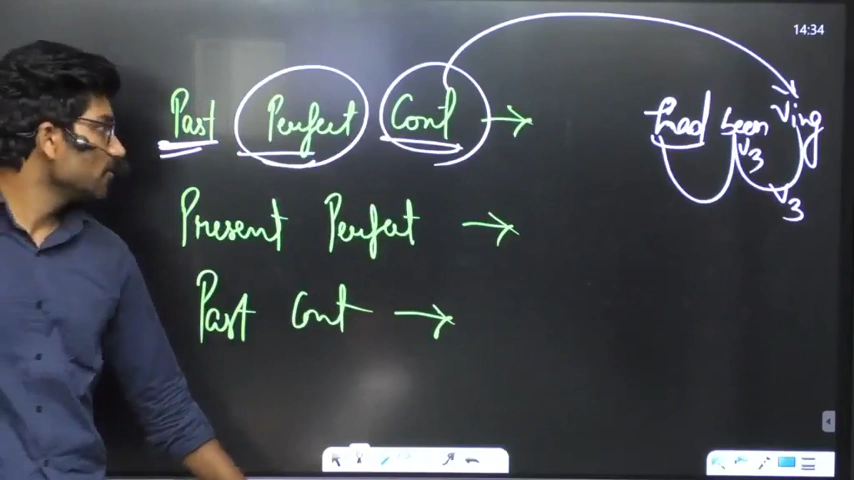 14:34
Past Perfect Cont → had been Ving
V3
V3
Present Perfect →
Past Cont →